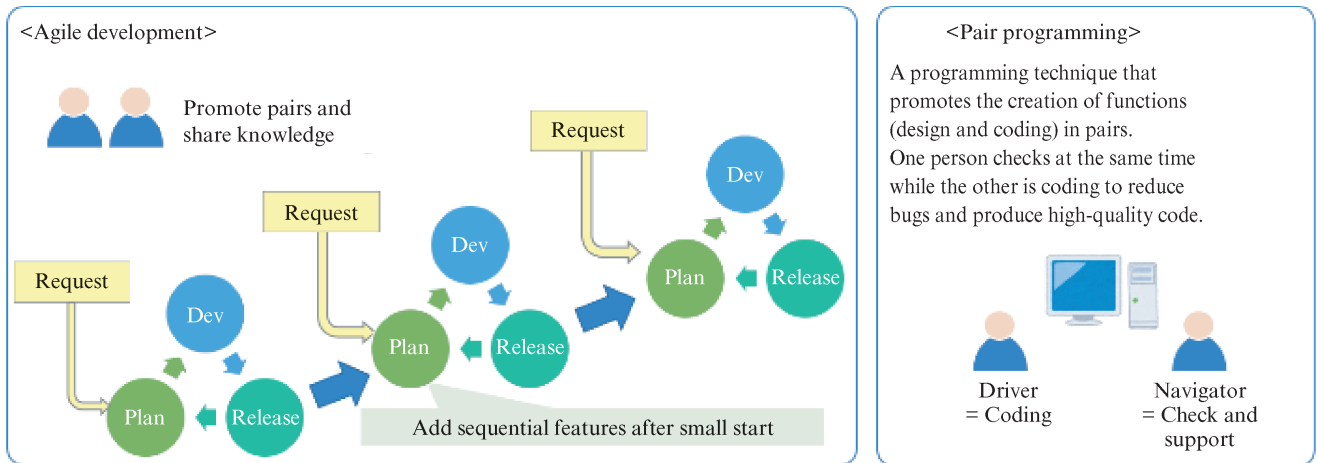 <Agile development>
Promote pairs and
share knowledge
Request
Dev
Plan
Release
Request
Dev
Plan
Release
Request
Dev
Plan
Release
Add sequential features after small start
<Pair programming>
A programming technique that
promotes the creation of functions
(design and coding) in pairs.
One person checks at the same time
while the other is coding to reduce
bugs and produce high-quality code.
Driver
= Coding
Navigator
= Check and
support